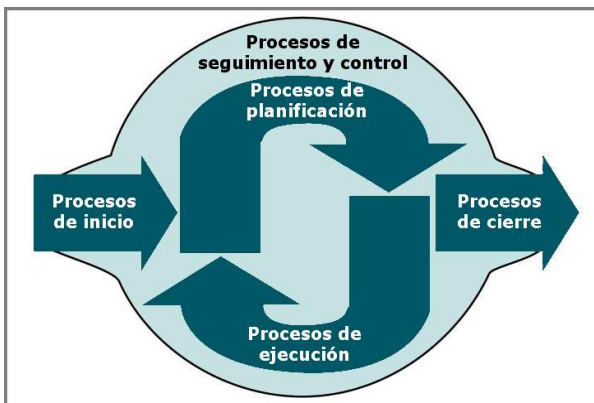 Procesos de
seguimiento y control
Procesos de
planificación
Procesos
de inicio
Procesos
de cierre
Procesos de
ejecución